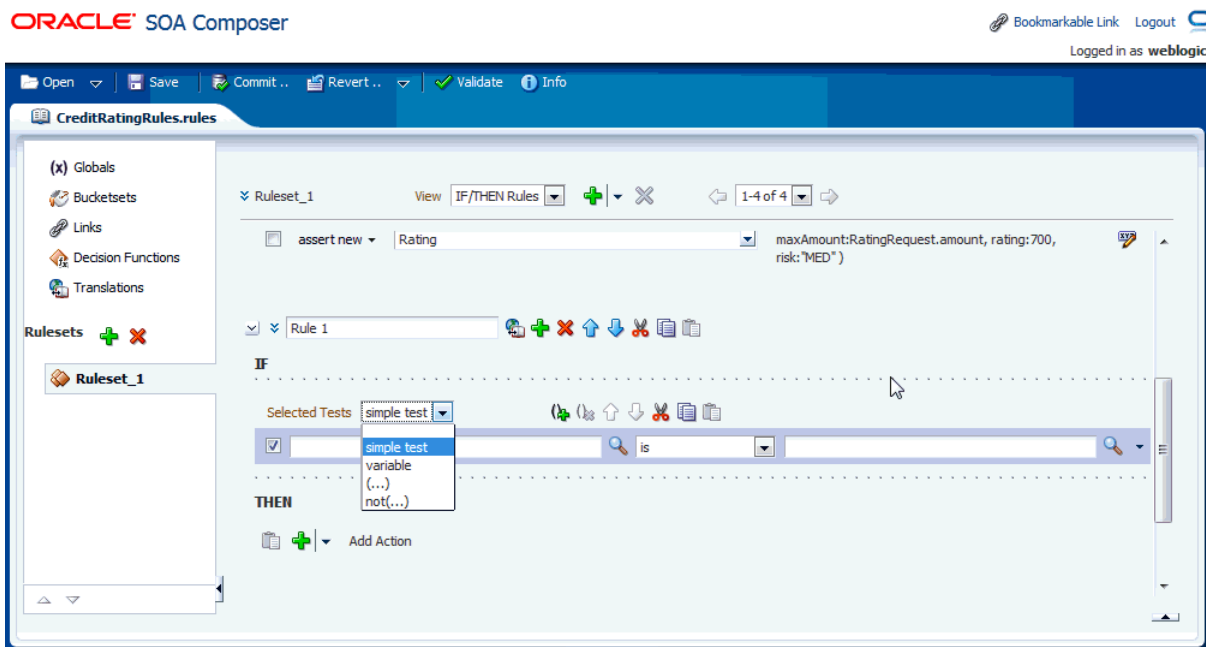 ORACLE SOA Composer
Bookmarkable Link Logout
Logged in as weblogic
Open Save Commit .. Revert .. Validate Info
CreditRatingRules.rules
(x) Globals
Bucketsets
Links
Decision Functions
Translations
Rulesets
Ruleset_1
Ruleset_1 View IF/THEN Rules 1-4 of 4
assert new Rating maxAmount:RatingRequest.amount, rating:700,
risk:"MED" )
Rule 1
IF
Selected Tests simple test
is
simple test
variable
(...)
not(...)
THEN
Add Action